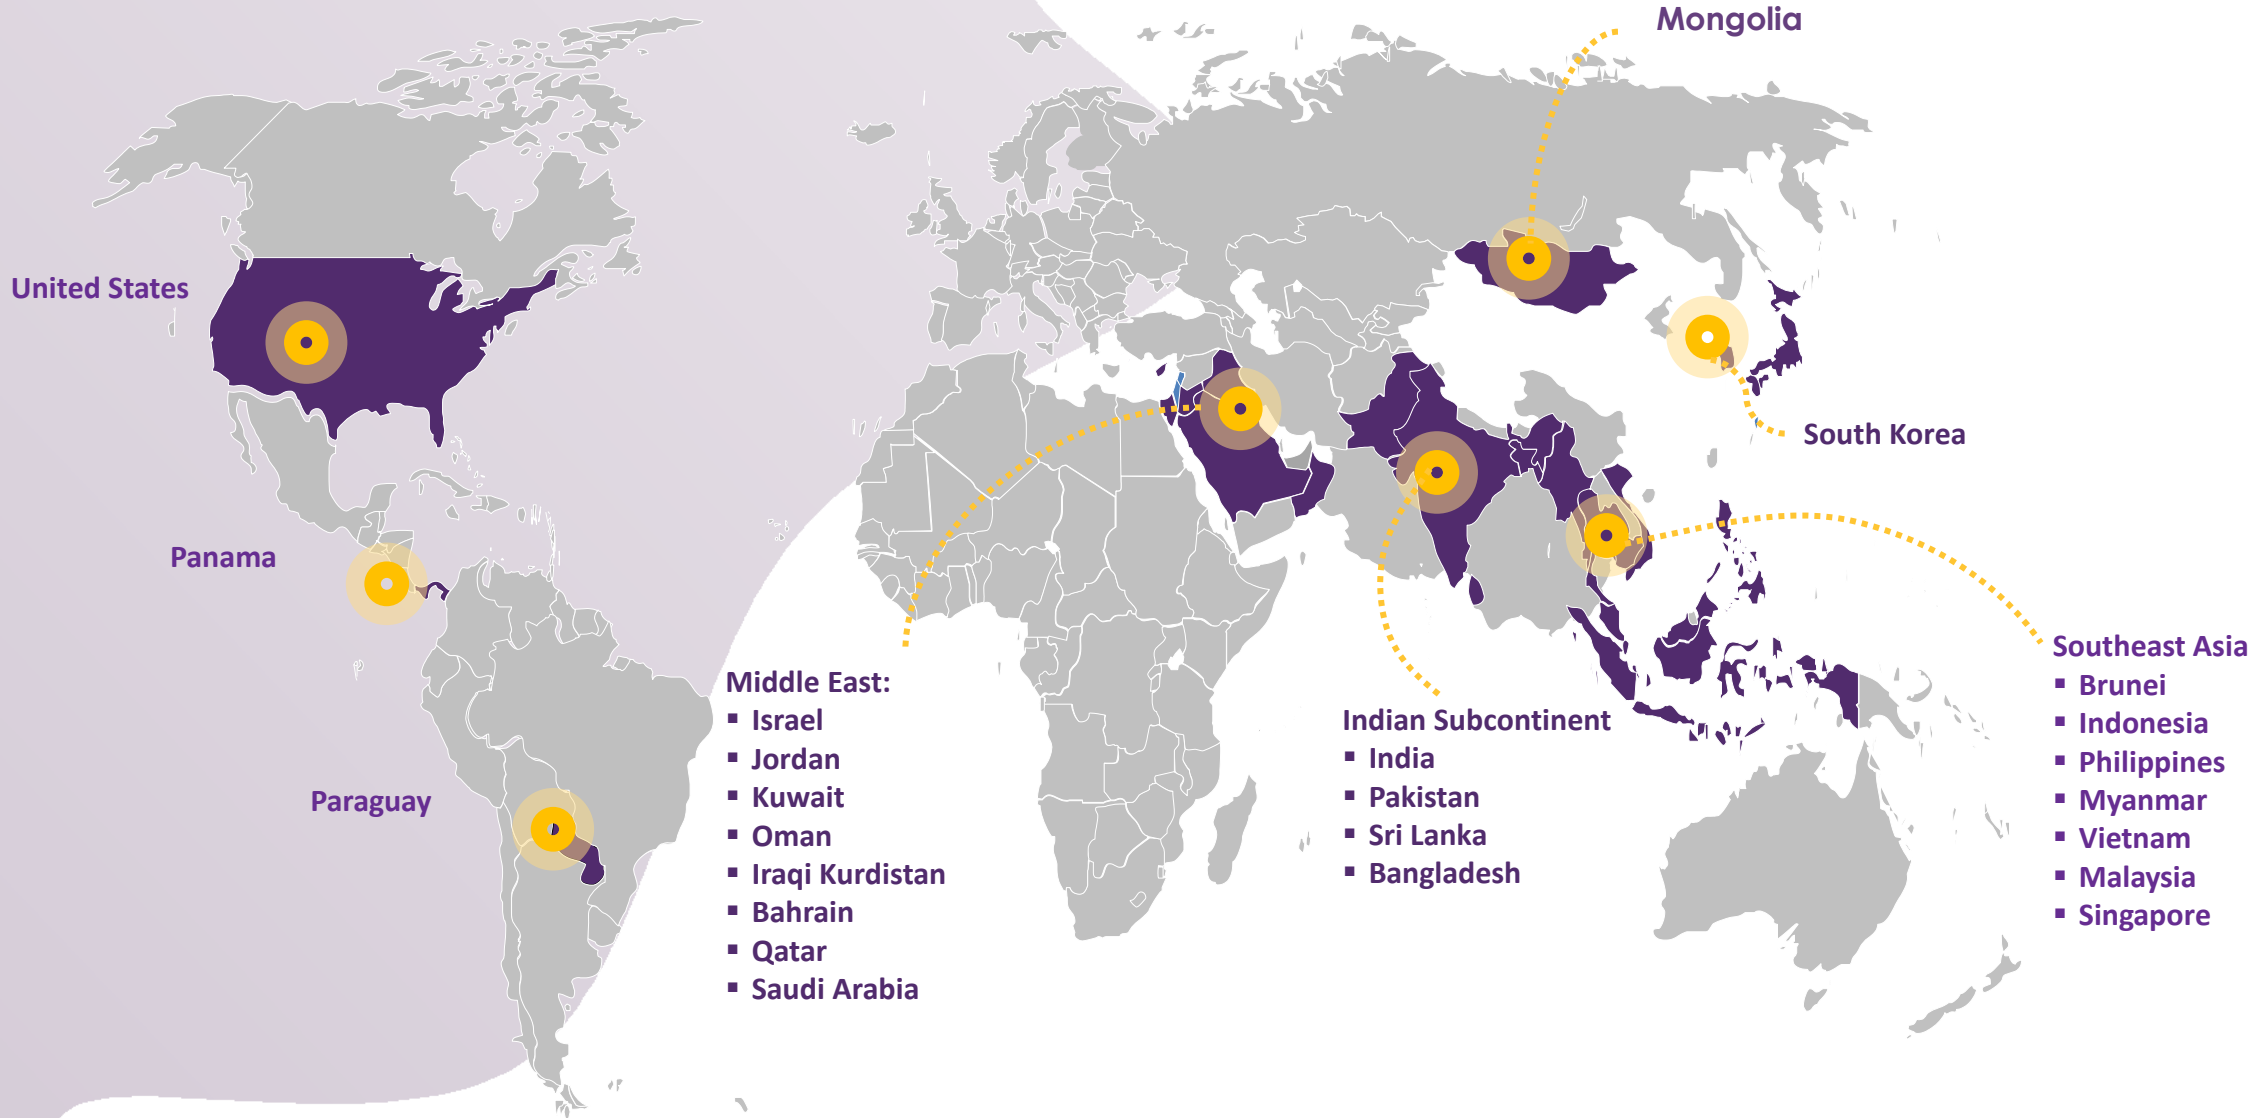 Mongolia
United States
South Korea
Panama
Paraguay
Middle East:
▪ Israel
▪ Jordan
▪ Kuwait
▪ Oman
▪ Iraqi Kurdistan
▪ Bahrain
▪ Qatar
▪ Saudi Arabia
Indian Subcontinent
▪ India
▪ Pakistan
▪ Sri Lanka
▪ Bangladesh
Southeast Asia
▪ Brunei
▪ Indonesia
▪ Philippines
▪ Myanmar
▪ Vietnam
▪ Malaysia
▪ Singapore